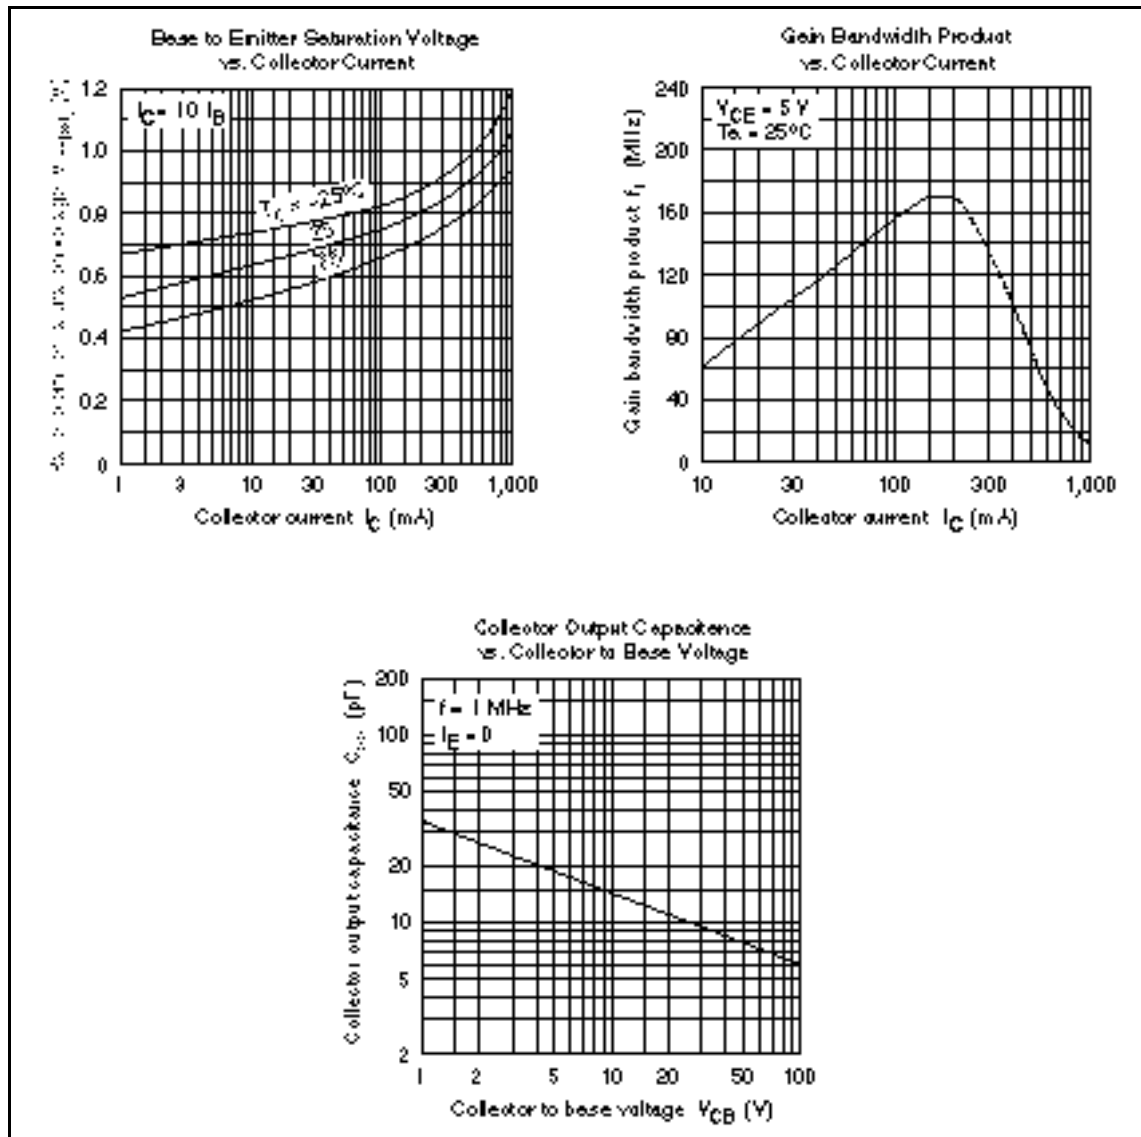 Base to Emitter Saturation Voltage
vs. Collector Current
1.2
1.0
0.8
0.6
0.4
0.2
0
IC = 10 IB
25
1 3 10 30 100 300 1,000
Collector current IC (mA)
Gain Bandwidth Product
vs. Collector Current
Gain bandwidth product fT (MHz)
240
200
160
120
80
40
0
VCE = 5 V
Ta = 25°C
10 30 100 300 1,000
Collector current IC (mA)
Collector Output Capacitance
vs. Collector to Base Voltage
Collector output capacitance (pF)
200
100
50
20
10
5
2
f = 1 MHz
IE = 0
1 2 5 10 20 50 100
Collector to base voltage VCB (V)